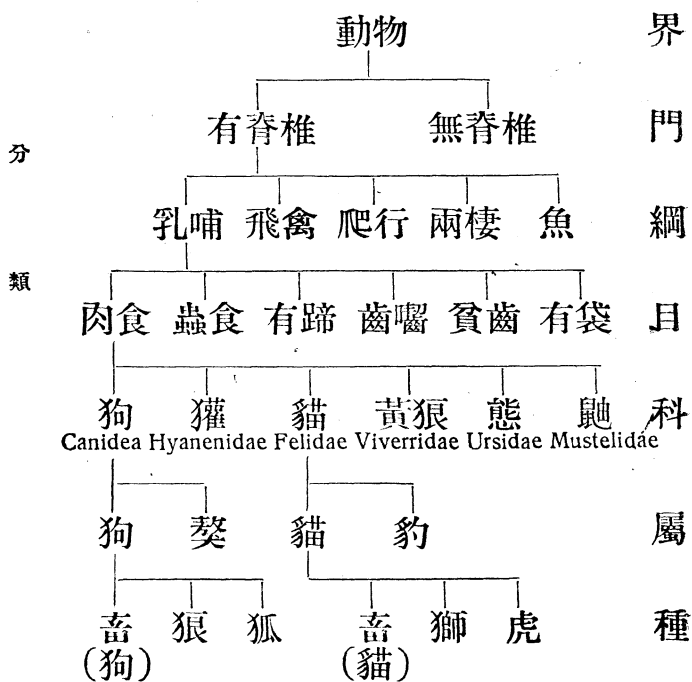 動物 界
有脊椎 無脊椎 門
分類
乳哺 飛禽 爬行 兩棲 魚 綱
肉食 蟲食 有蹄 齒囓 貧齒 有袋 目
狗 獾 貓 黃狼 態 鼬 科
Canidea Hyanenidae Felidae Viverridae Ursidae Mustelidae
狗 獒 貓 豹 屬
畜 狼 狐 畜 獅 虎 種
(狗) (貓)